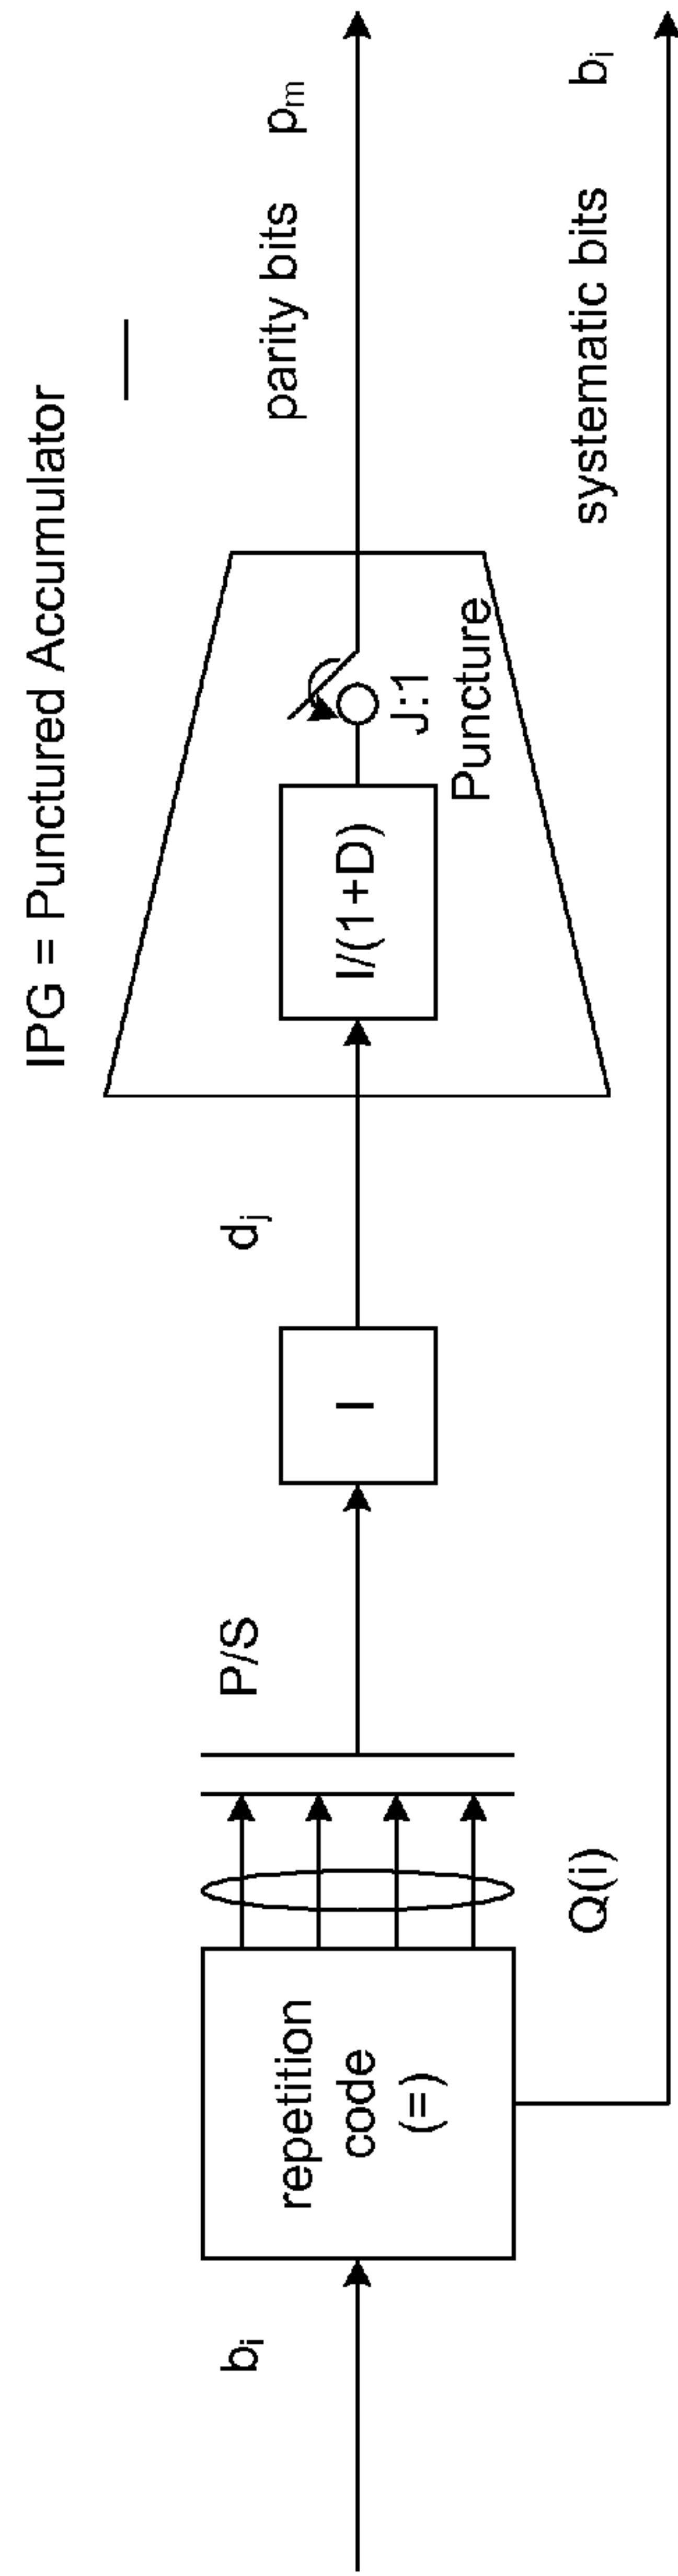 IPG = Punctured Accumulator
b_i
repetition
code
(=)
Q(i)
P/S
I
d_j
I/(1+D)
J:1
Puncture
parity bits p_m
systematic bits b_i